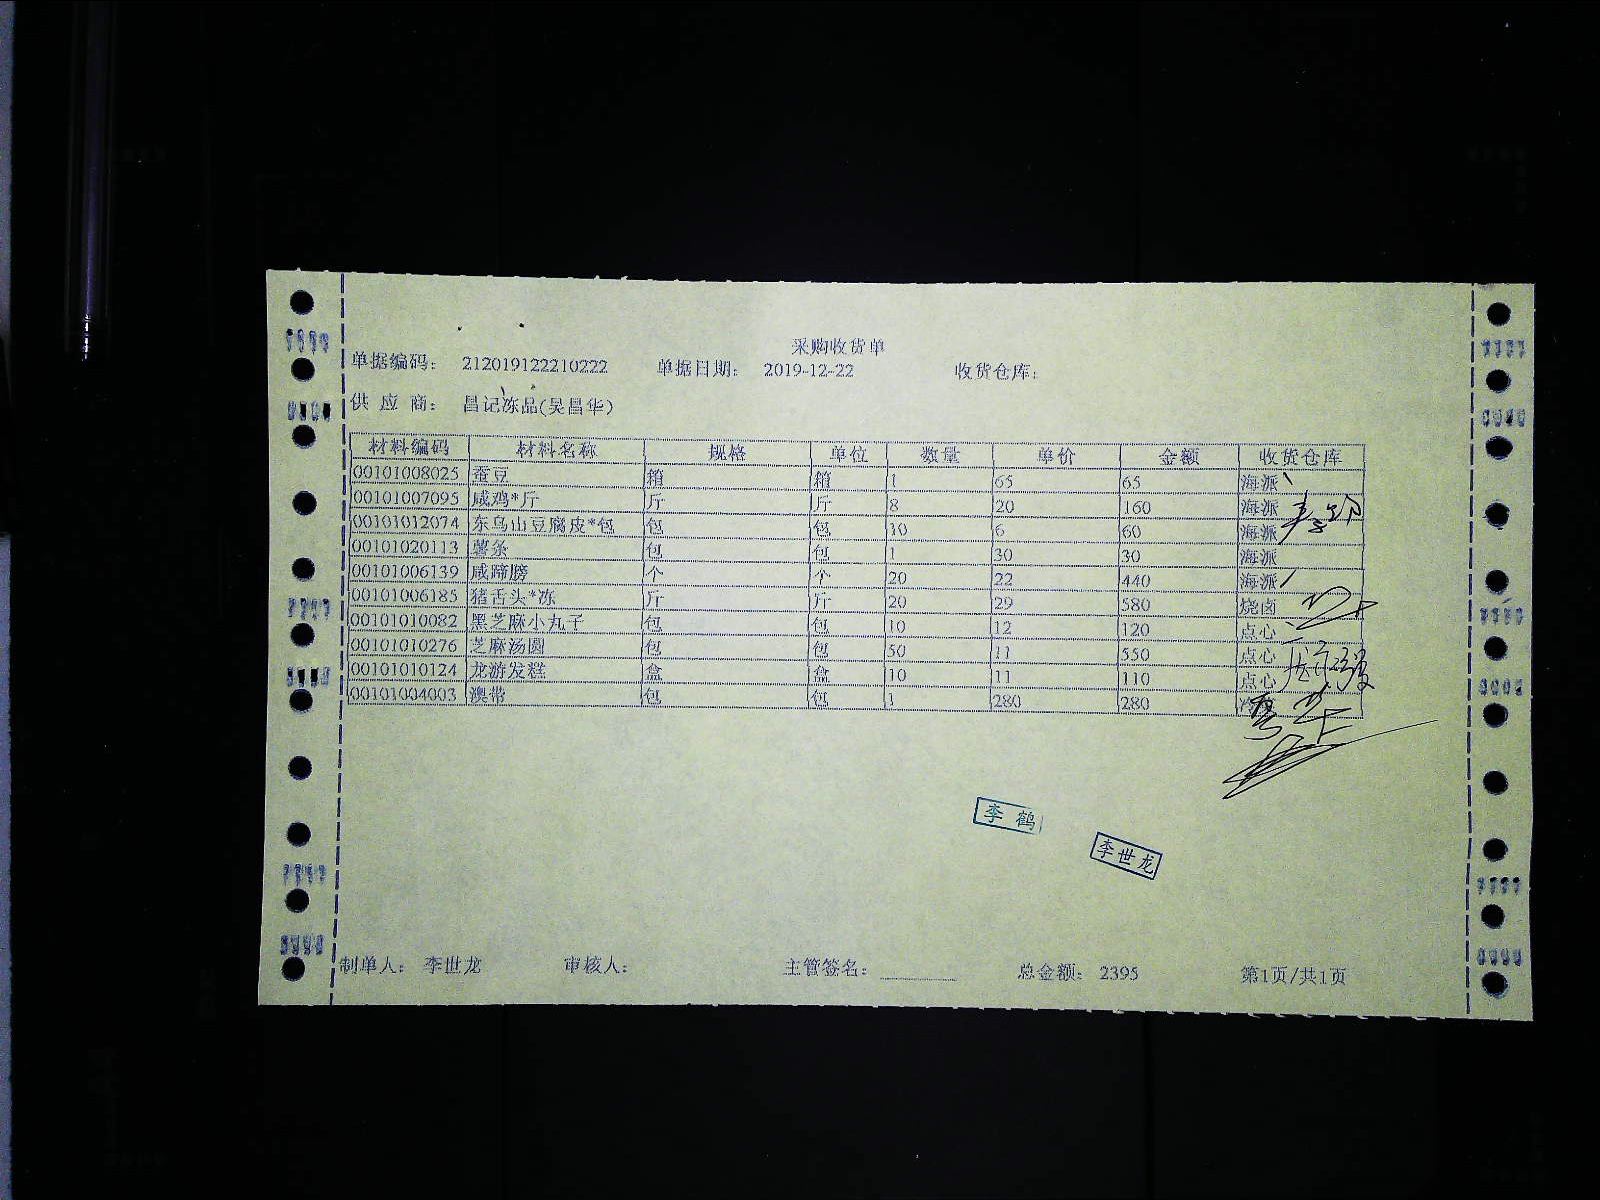 采购收货单
单据编码: 212019122210222 单据日期: 2019-12-22 收货仓库:
供应商: 昌记冻品(吴昌华)
材料编码 材料名称 规格 单位 数量 单价 金额 收货仓库
00101008025 蚕豆 箱 箱 1 65 65 海派
00101007095 咸鸡*斤 斤 斤 8 20 160 海派
00101012074 东乌山豆腐皮*包 包 包 10 6 60 海派
00101020113 薯条 包 包 1 30 30 海派
00101006139 咸蹄膀 个 个 20 22 440 海派
00101006185 猪舌头*冻 斤 斤 20 29 580 烧卤
00101010082 黑芝麻小丸子 包 包 10 12 120 点心
00101010276 芝麻汤圆 包 包 50 11 550 点心
00101010124 龙游发糕 盒 盒 10 11 110 点心
00101004003 澳带 包 包 1 280 280
李鹤
李世龙
制单人: 李世龙 审核人: 主管签名: 总金额: 2395 第1页/共1页